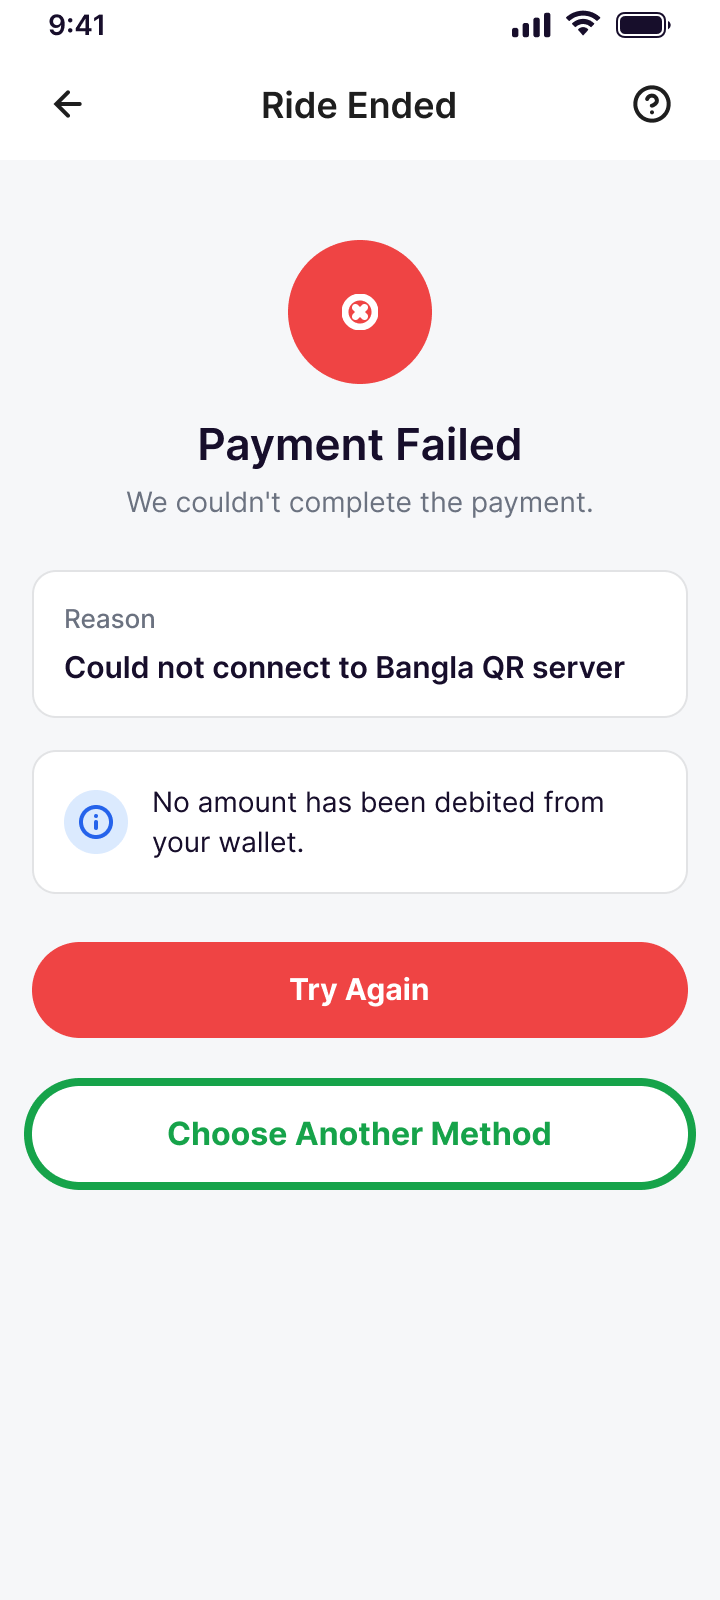 9:41
Ride Ended
Payment Failed
We couldn't complete the payment.
Reason
Could not connect to Bangla QR server
No amount has been debited from
your wallet.
Try Again
Choose Another Method